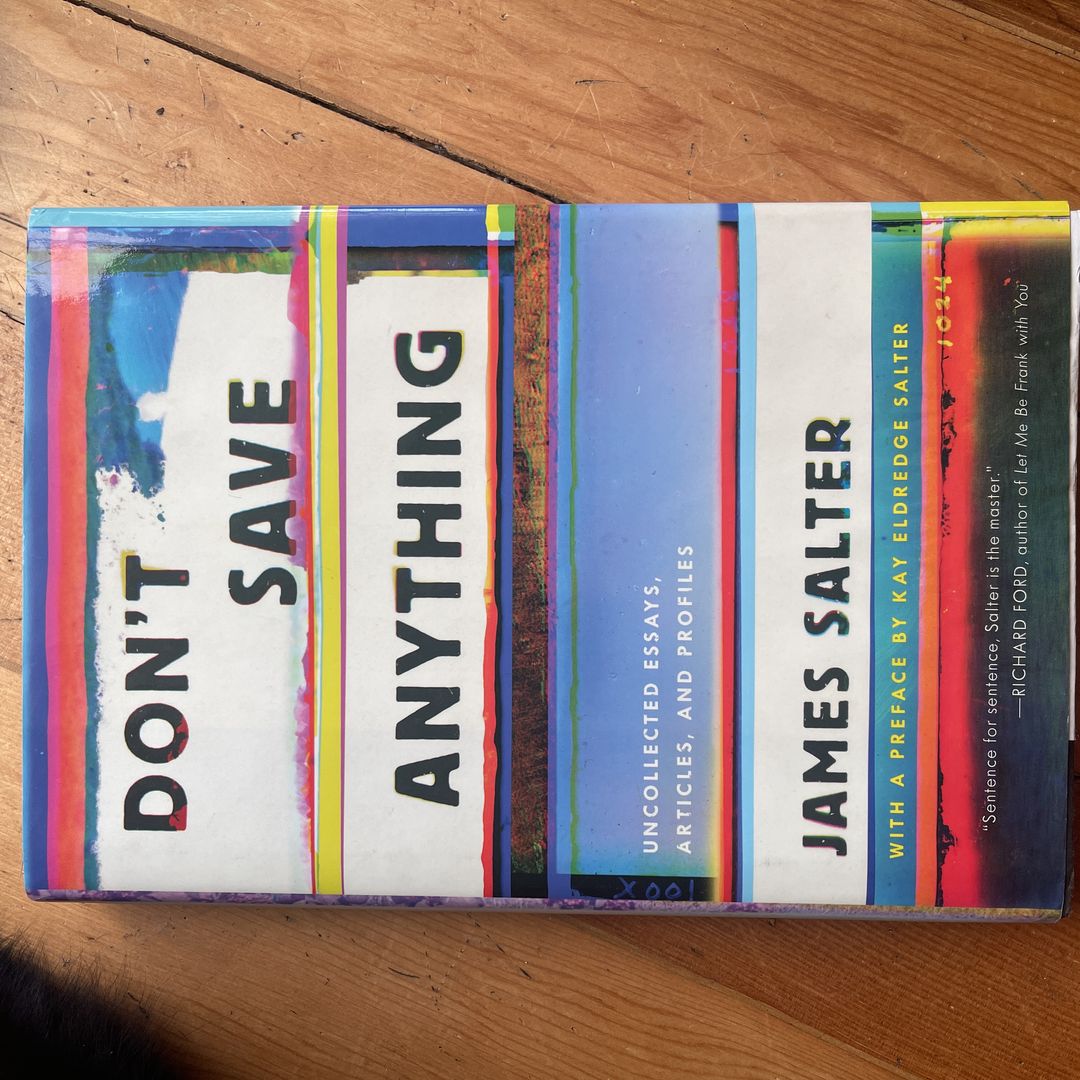 DON'T
SAVE
ANYTHING
UNCOLLECTED ESSAYS,
ARTICLES, AND PROFILES
JAMES SALTER
WITH A PREFACE BY KAY ELDREDGE SALTER
1024
“Sentence for sentence, Salter is the master.”
—RICHARD FORD, author of Let Me Be Frank with You